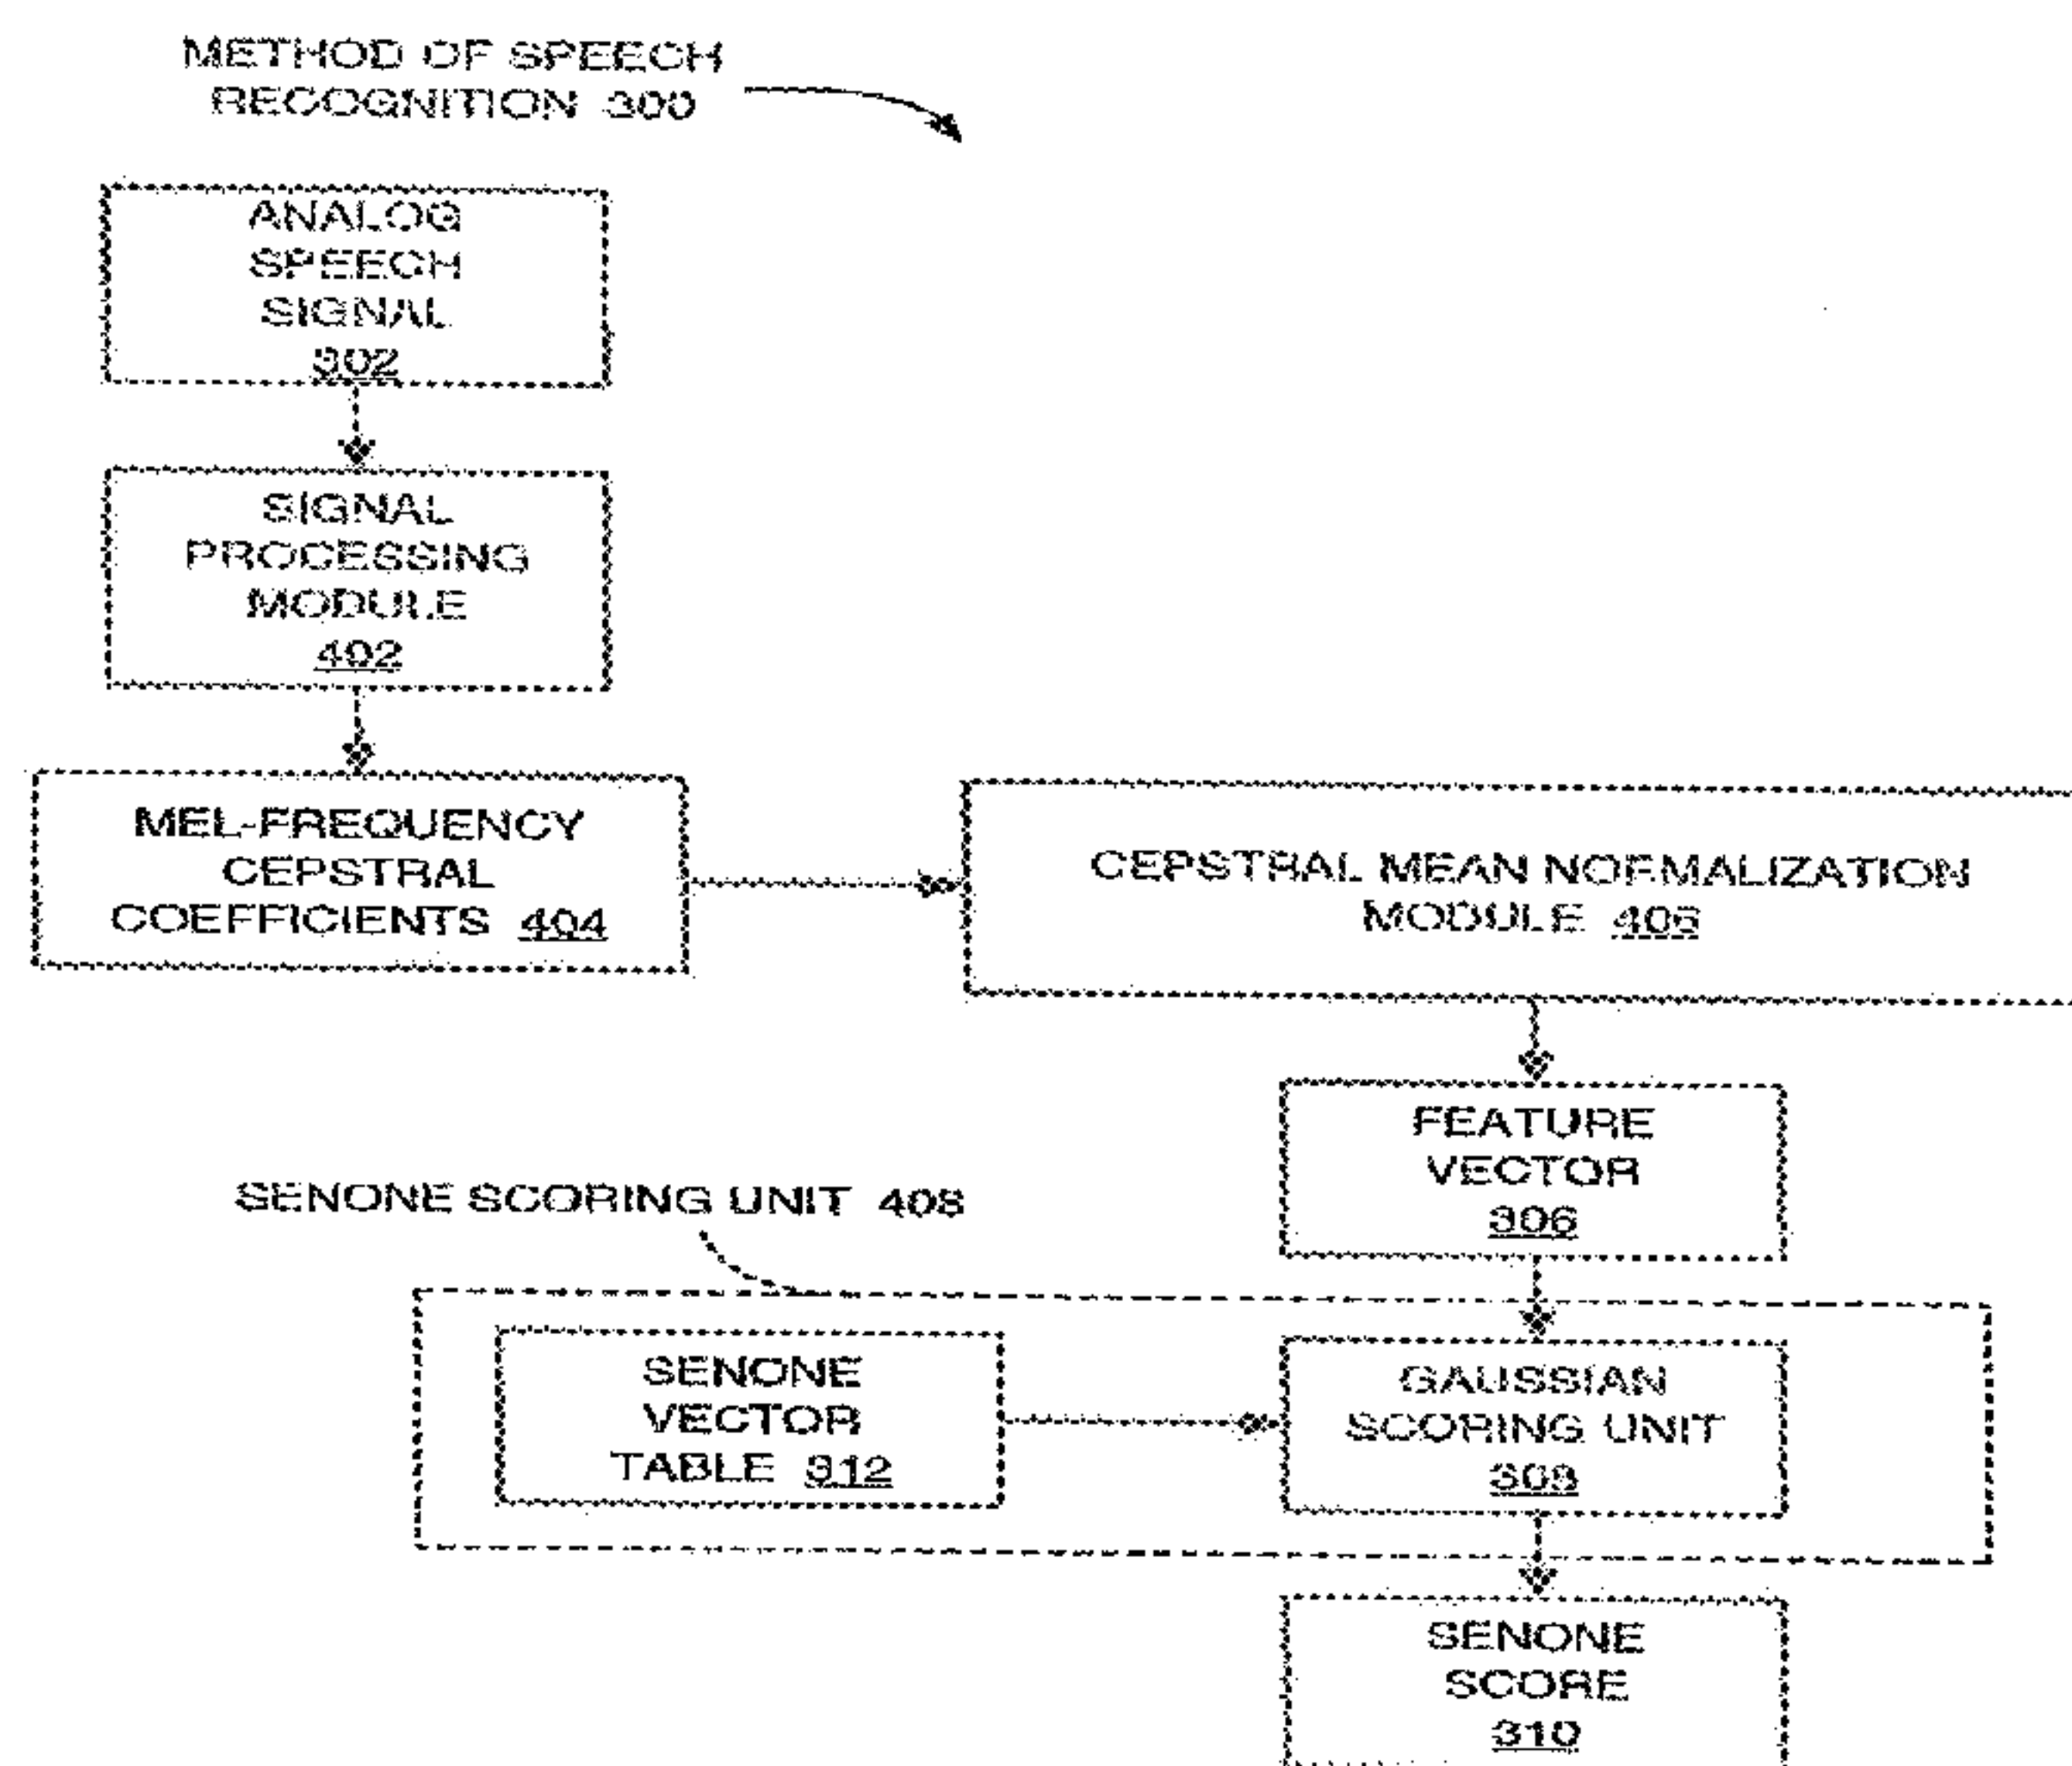 METHOD OF SPEECH
RECOGNITION 300
ANALOG
SPEECH
SIGNAL
302
SIGNAL
PROCESSING
MODULE
402
MEL-FREQUENCY
CEPSTRAL
COEFFICIENTS 404
CEPSTRAL MEAN NORMALIZATION
MODULE 406
FEATURE
VECTOR
306
SENONE SCORING UNIT 408
SENONE
VECTOR
TABLE 312
GAUSSIAN
SCORING UNIT
308
SENONE
SCORE
310